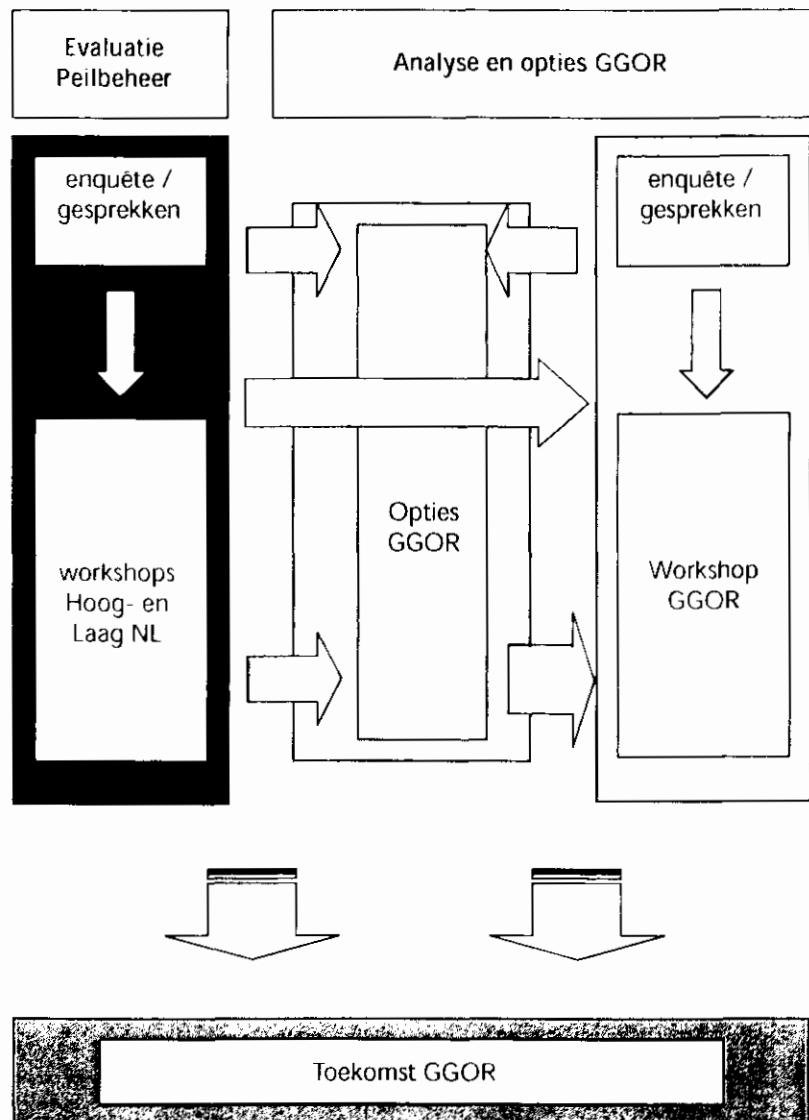 Evaluatie
Peilbeheer
Analyse en opties GGOR
enquête /
gesprekken
enquête /
gesprekken
Opties
GGOR
workshops
Hoog- en
Laag NL
Workshop
GGOR
Toekomst GGOR